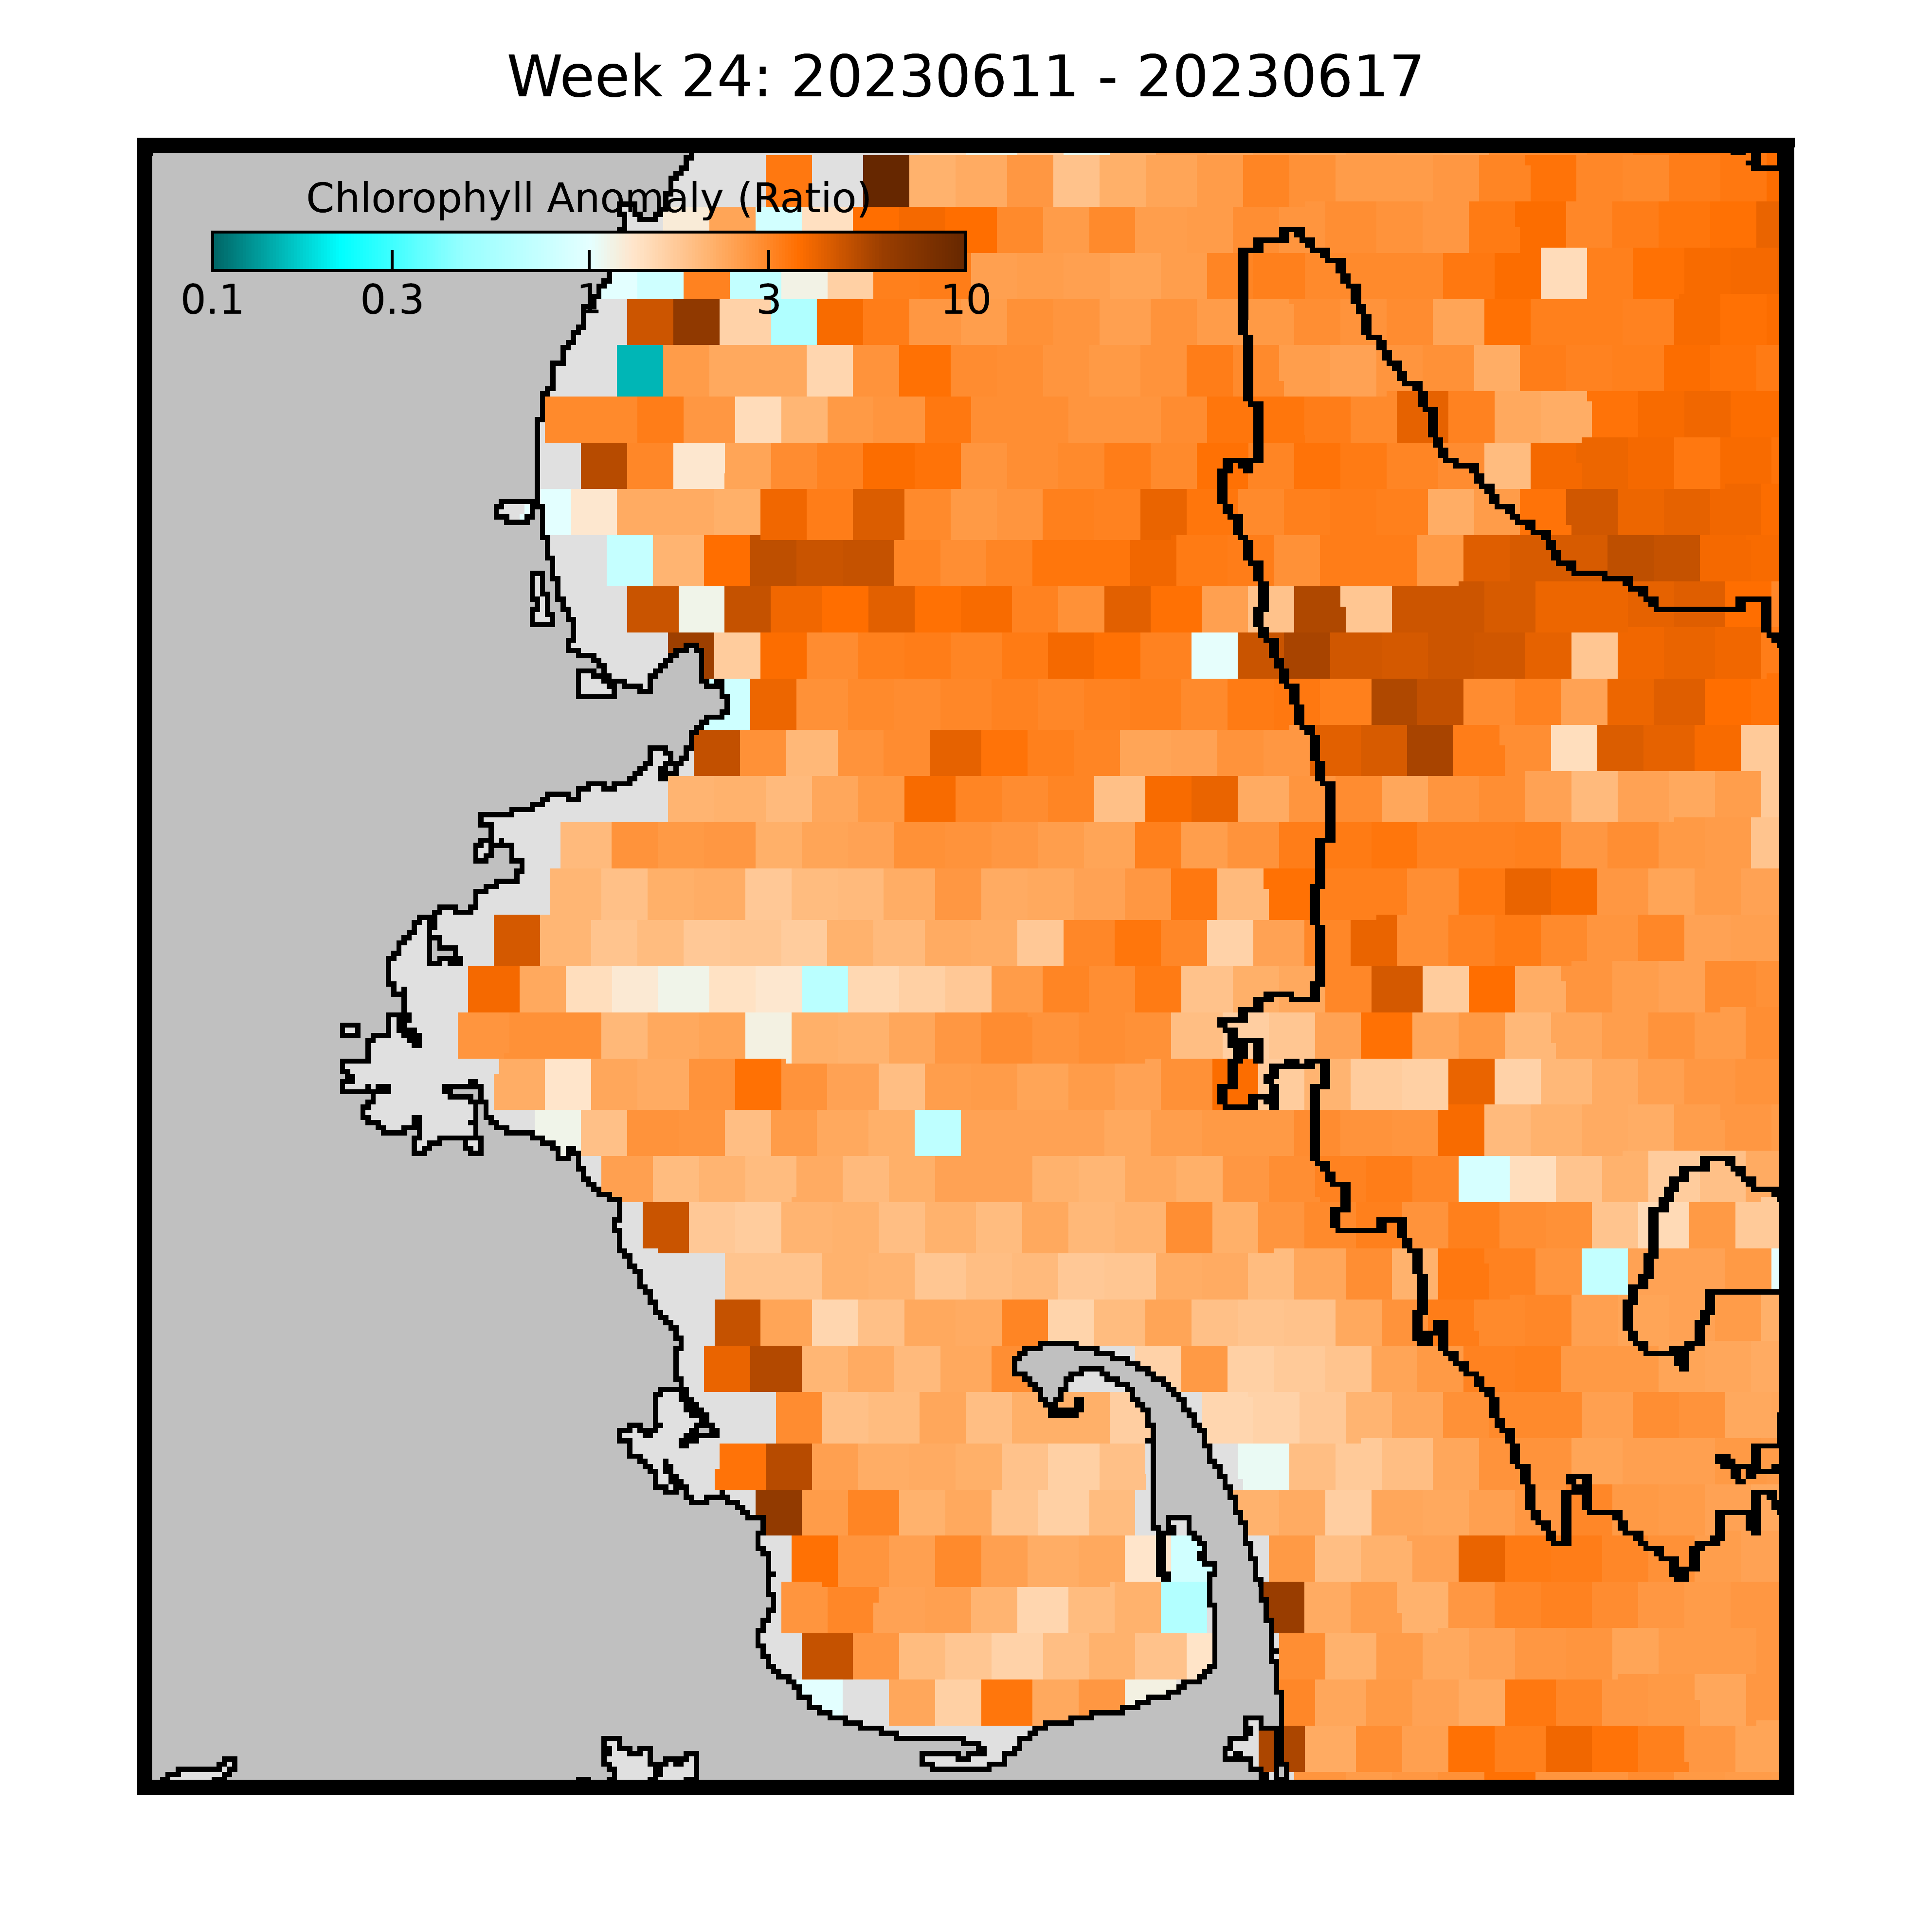 Week 24: 20230611 - 20230617
Chlorophyll Anomaly (Ratio)
0.1 0.3 1 3 10